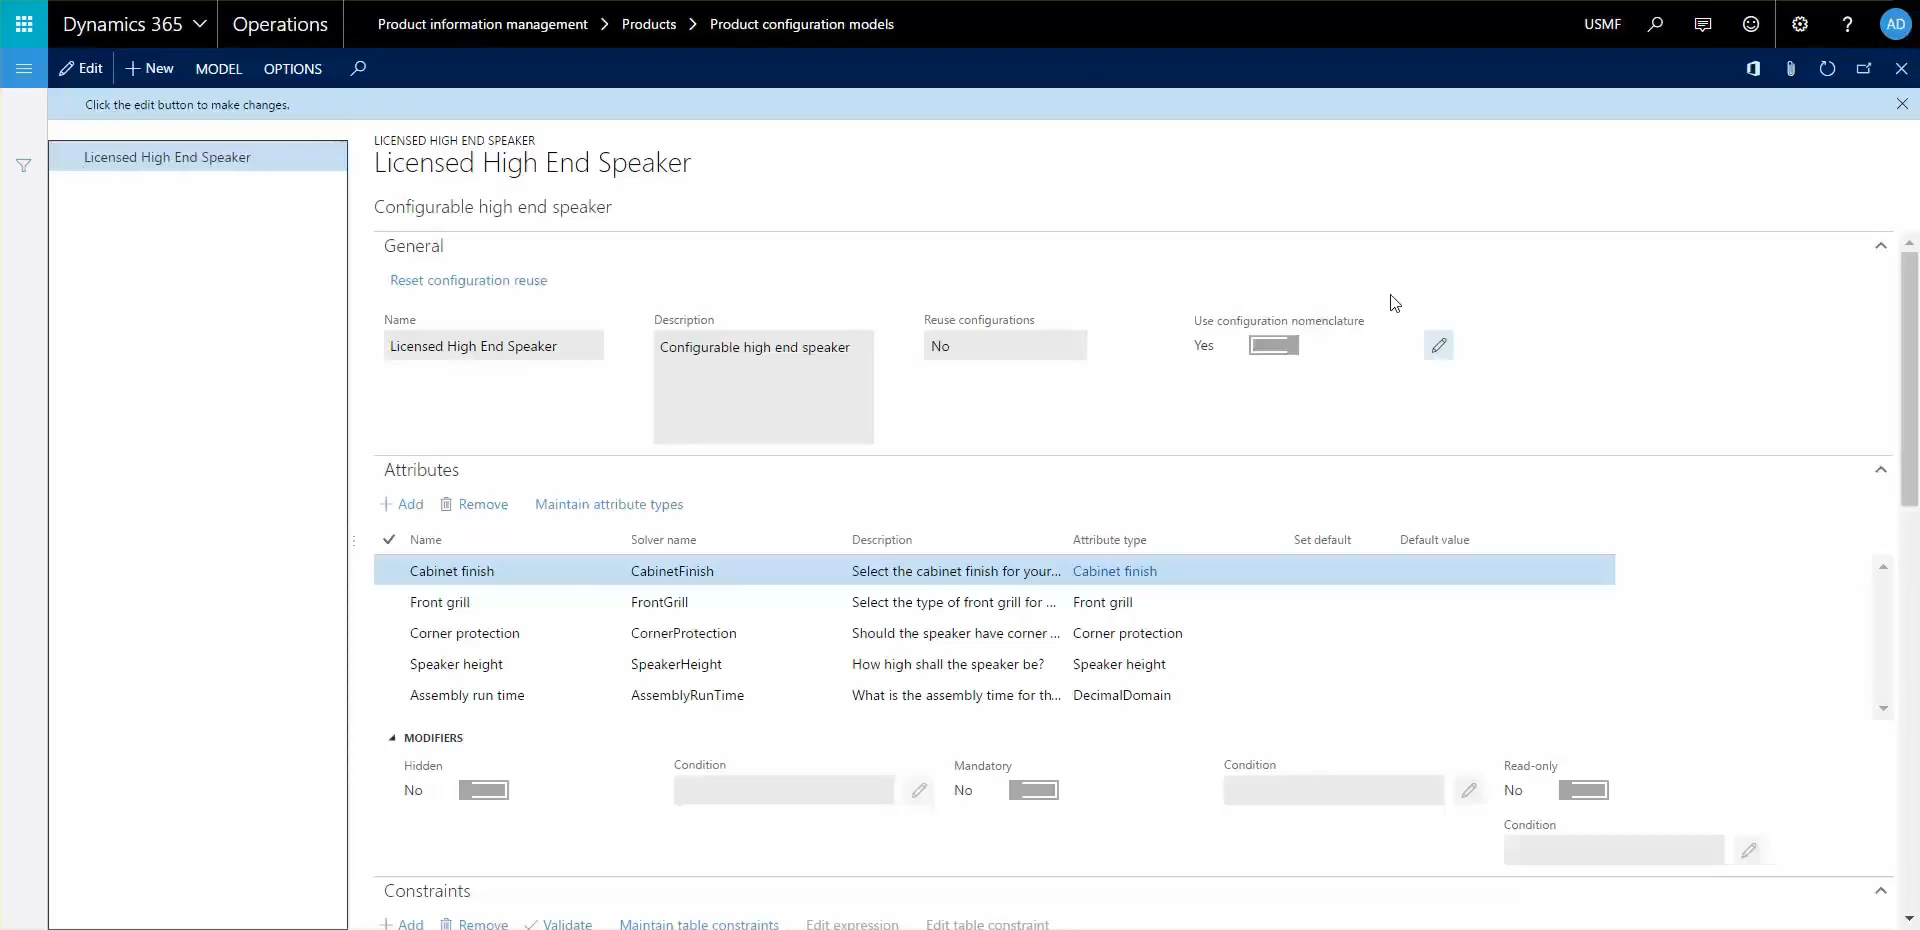 Dynamics 365
Operations
Product information management > Products > Product configuration models
USMF
?
AD
Edit
New
MODEL
OPTIONS
Click the edit button to make changes.
Licensed High End Speaker
LICENSED HIGH END SPEAKER
Licensed High End Speaker
Configurable high end speaker
General
Reset configuration reuse
Name Description Reuse configurations Use configuration nomenclature
Licensed High End Speaker Configurable high end speaker No Yes
Attributes
Add Remove Maintain attribute types
Name Solver name Description Attribute type Set default Default value
Cabinet finish CabinetFinish Select the cabinet finish for your... Cabinet finish
Front grill FrontGrill Select the type of front grill for ... Front grill
Corner protection CornerProtection Should the speaker have corner ... Corner protection
Speaker height SpeakerHeight How high shall the speaker be? Speaker height
Assembly run time AssemblyRunTime What is the assembly time for th... DecimalDomain
MODIFIERS
Hidden Condition Mandatory Condition Read-only
No No No
Condition
Constraints
Add Remove Validate Maintain table constraints Edit expression Edit table constraint